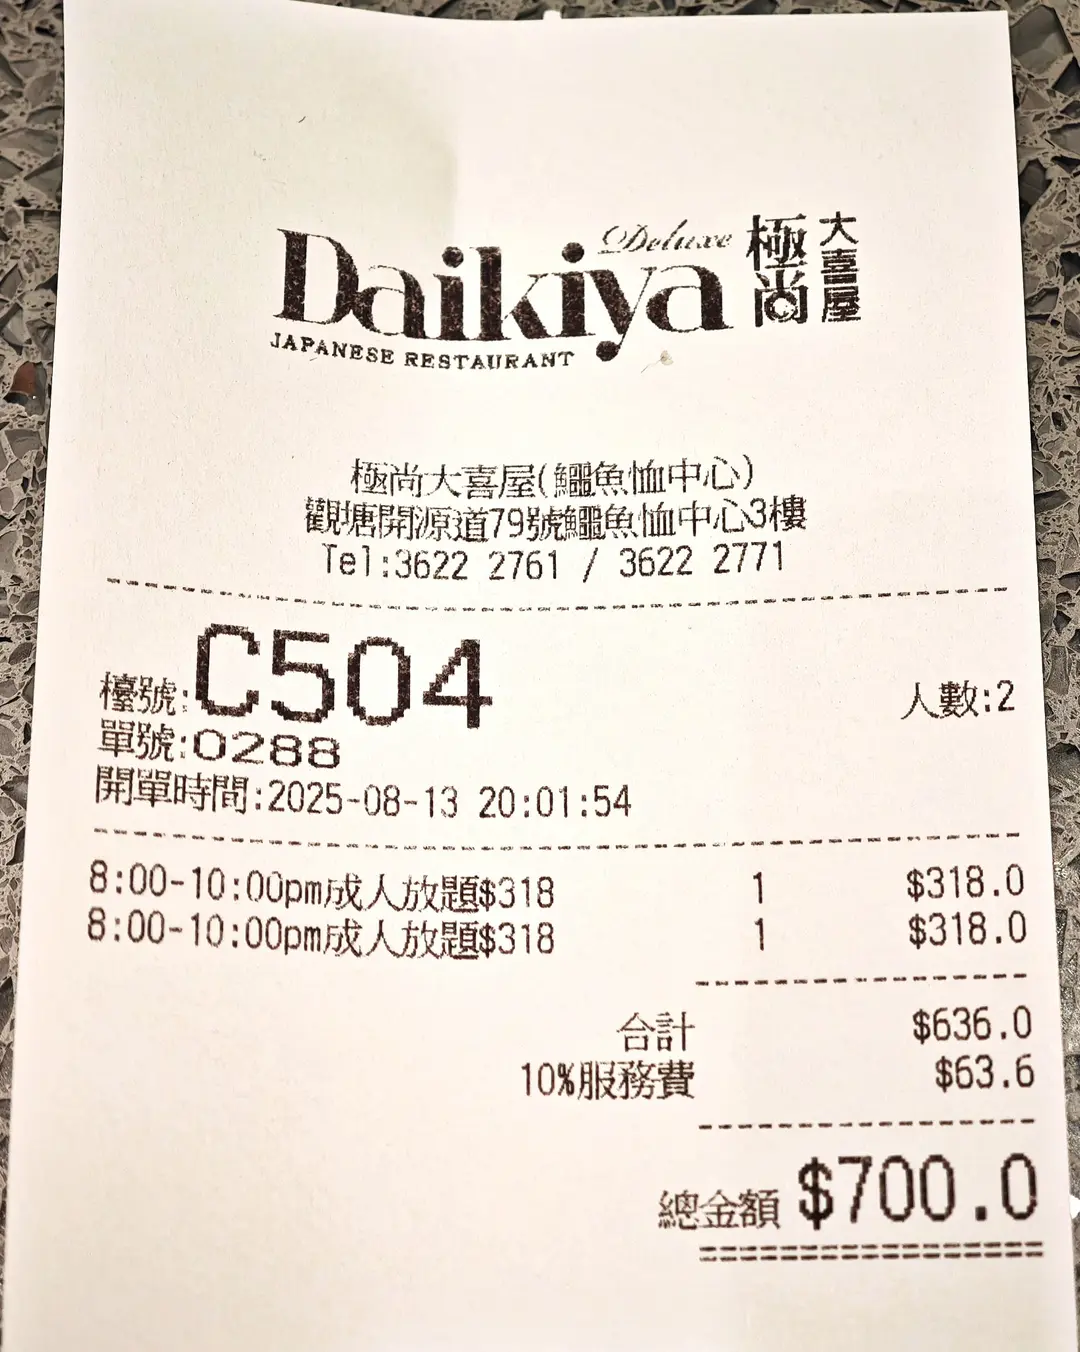 Daikiya Deluxe 極尚 大喜屋
JAPANESE RESTAURANT
極尚大喜屋(鱷魚恤中心)
觀塘開源道79號鱷魚恤中心3樓
Tel:3622 2761 / 3622 2771
檯號:C504 人數:2
單號:0288
開單時間:2025-08-13 20:01:54
8:00-10:00pm成人放題$318 1 $318.0
8:00-10:00pm成人放題$318 1 $318.0
合計 $636.0
10%服務費 $63.6
總金額 $700.0